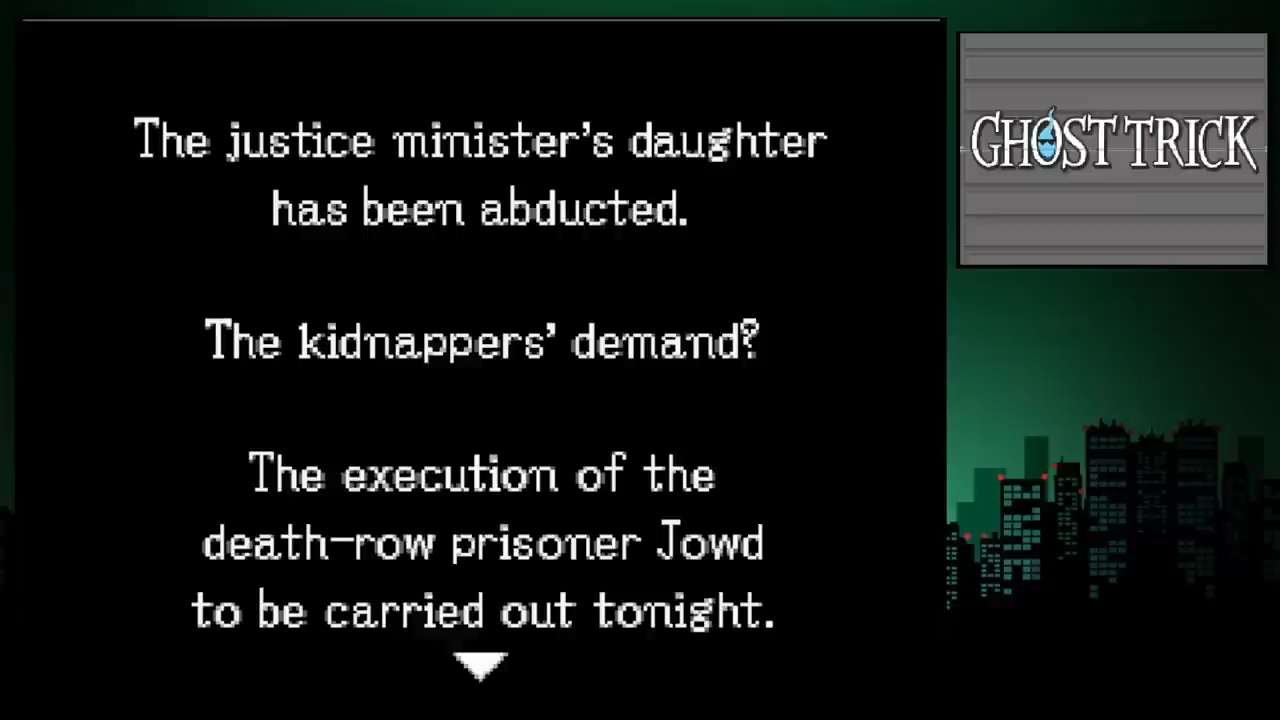 The justice minister's daughter
has been abducted.
The kidnappers' demand?
The execution of the
death-row prisoner Jowd
to be carried out tonight.
GHOST TRICK